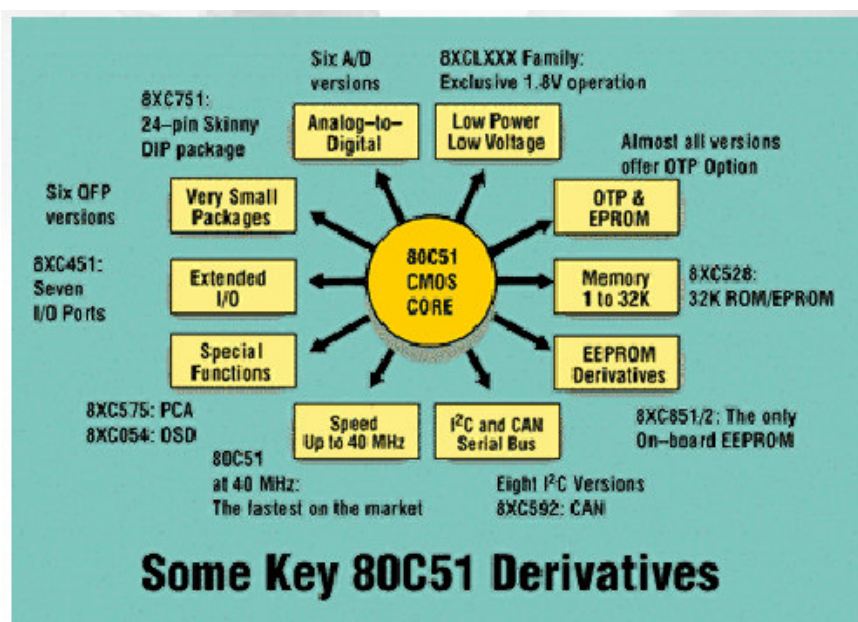 Six A/D
versions
8XCLXXX Family:
Exclusive 1.8V operation
8XC751:
24-pin Skinny
DIP package
Analog-to-
Digital
Low Power
Low Voltage
Almost all versions
offer OTP Option
Six QFP
versions
Very Small
Packages
OTP &
EPROM
80C51
CMOS
CORE
8XC451:
Seven
I/O Ports
Extended
I/O
Memory
1 to 32K
8XC528:
32K ROM/EPROM
Special
Functions
EEPROM
Derivatives
8XC575: PCA
8XC054: OSD
Speed
Up to 40 MHz
I²C and CAN
Serial Bus
8XC851/2: The only
On-board EEPROM
80C51
at 40 MHz:
The fastest on the market
Eight I²C Versions
8XC592: CAN
Some Key 80C51 Derivatives